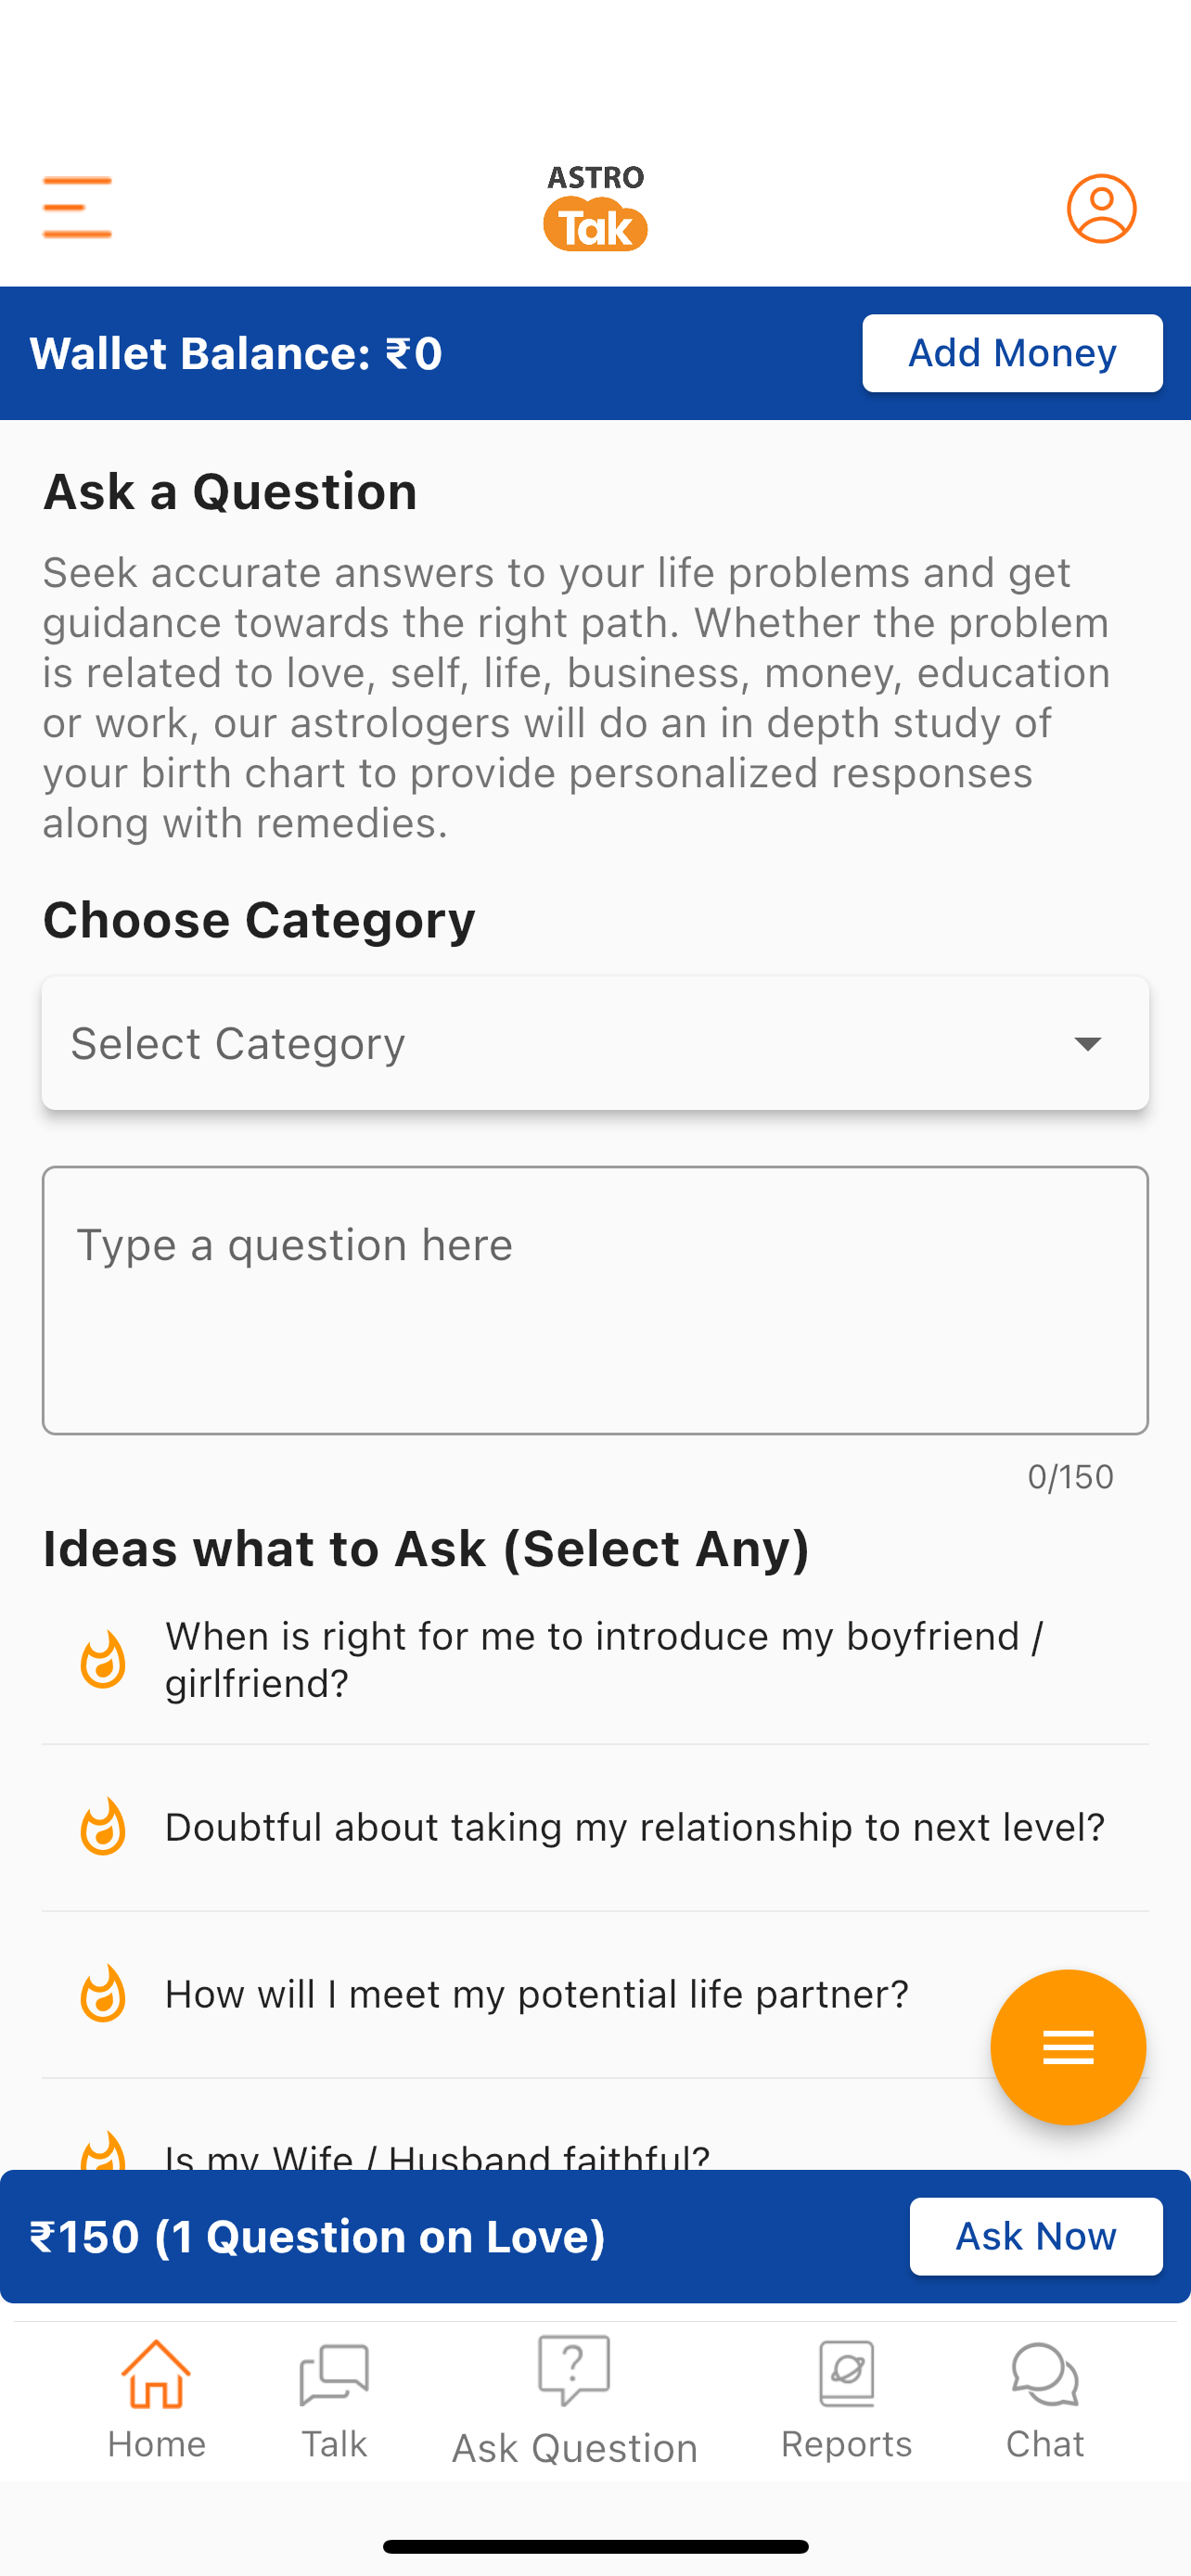 ASTRO
Tak
Wallet Balance: ₹0
Add Money
Ask a Question
Seek accurate answers to your life problems and get
guidance towards the right path. Whether the problem
is related to love, self, life, business, money, education
or work, our astrologers will do an in depth study of
your birth chart to provide personalized responses
along with remedies.
Choose Category
Select Category
Type a question here
0/150
Ideas what to Ask (Select Any)
When is right for me to introduce my boyfriend /
girlfriend?
Doubtful about taking my relationship to next level?
How will I meet my potential life partner?
Is my Wife / Husband faithful?
₹150 (1 Question on Love)
Ask Now
Home
Talk
?
Ask Question
Reports
Chat